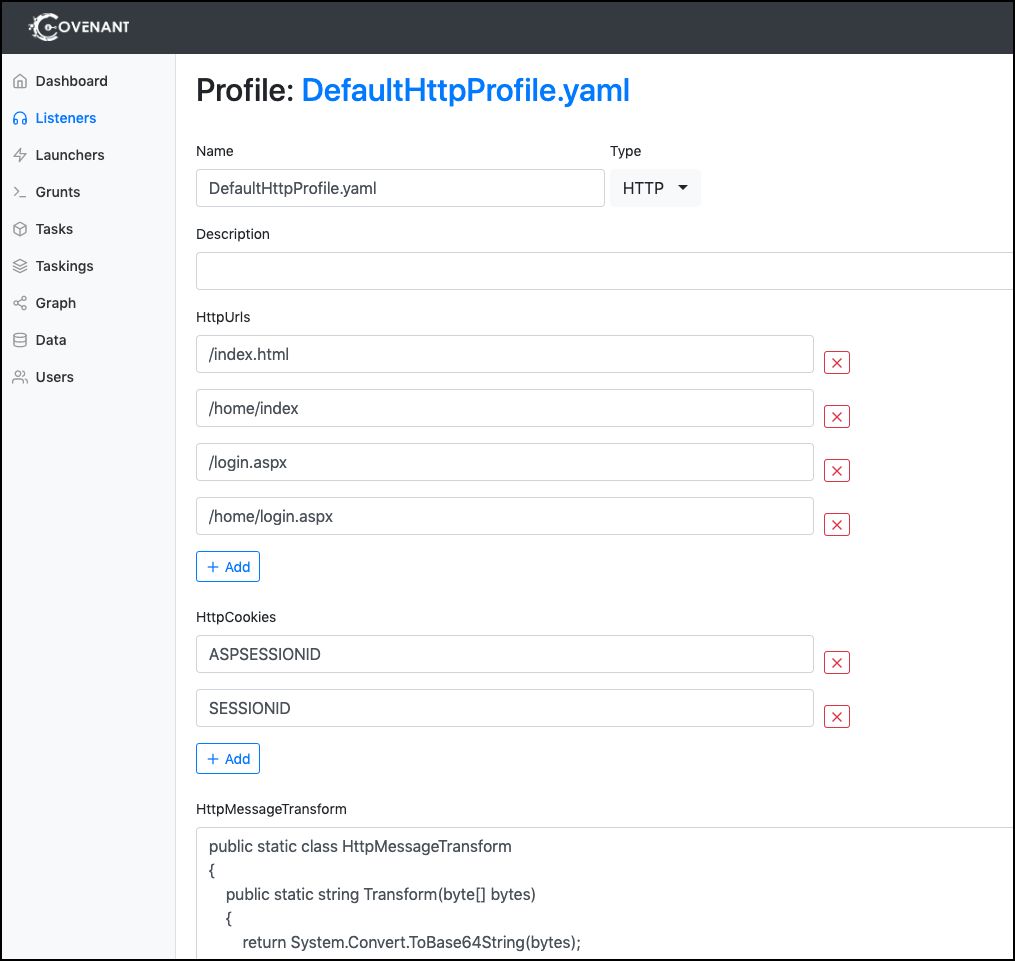 COVENANT
Dashboard
Listeners
Launchers
Grunts
Tasks
Taskings
Graph
Data
Users
Profile: DefaultHttpProfile.yaml
Name
Type
DefaultHttpProfile.yaml
HTTP
Description
HttpUrls
/index.html
/home/index
/login.aspx
/home/login.aspx
+ Add
HttpCookies
ASPSESSIONID
SESSIONID
+ Add
HttpMessageTransform
public static class HttpMessageTransform
{
    public static string Transform(byte[] bytes)
    {
        return System.Convert.ToBase64String(bytes);